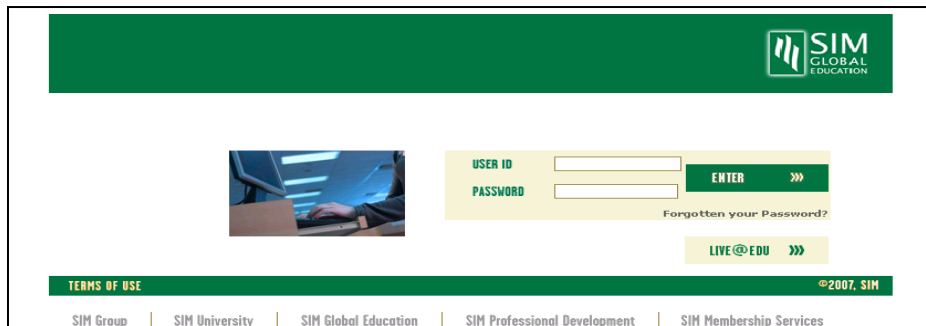 SIM
GLOBAL
EDUCATION
USER ID
ENTER >>>
PASSWORD
Forgotten your Password?
LIVE@EDU >>>
TERMS OF USE ©2007, SIM
SIM Group | SIM University | SIM Global Education | SIM Professional Development | SIM Membership Services